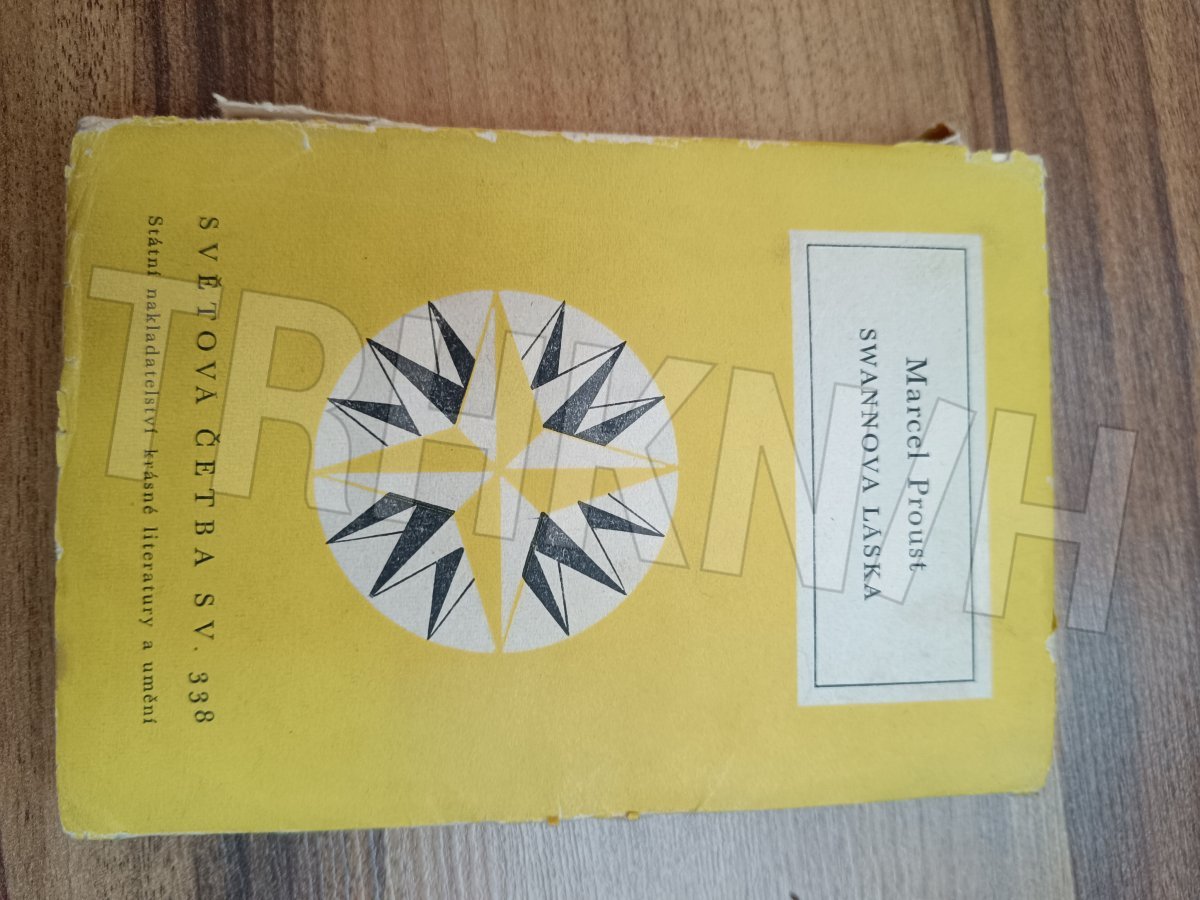 Marcel Proust
SWANNOVA LÁSKA
SVĚTOVÁ ČETBA SV. 338
Státní nakladatelství krásné literatury a umění